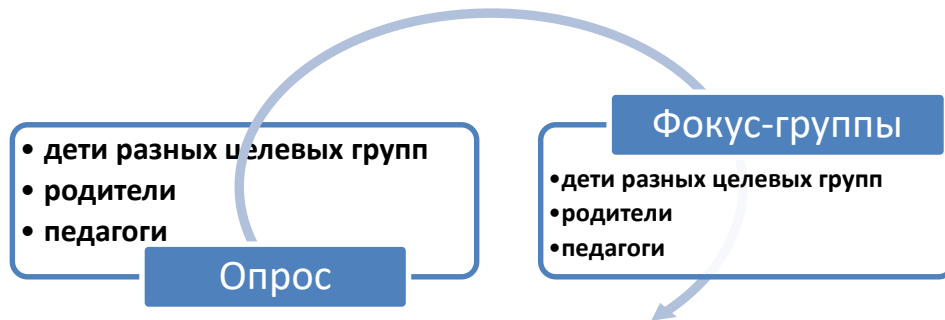 • дети разных целевых групп
• родители
• педагоги
Опрос
Фокус-группы
•дети разных целевых групп
•родители
•педагоги